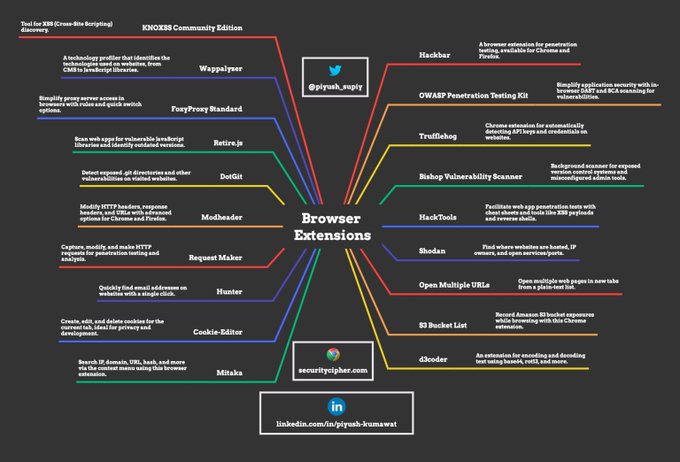 Tool for XSS (Cross-Site Scripting)
discovery.
KNOXSS Community Edition
A technology profiler that identifies the
technologies used on websites, from
CMS to JavaScript libraries.
Wappalyser
Simplify proxy server access in
browsers with rules and quick switch
options.
FoxyProxy Standard
Scan web apps for vulnerable JavaScript
libraries and identify outdated versions.
Retire.js
Detect exposed .git directories and other
vulnerabilities on visited websites.
DotGit
Modify HTTP headers, response
headers, and URLs with advanced
options for Chrome and Firefox.
Modheader
Capture, modify, and make HTTP
requests for penetration testing and
analysis.
Request Maker
Quickly find email addresses on
websites with a single click.
Hunter
Create, edit, and delete cookies for the
current tab, ideal for privacy and
development.
Cookie-Editor
Search IP, domain, URL, hash, and more
via the context menu using this browser
extension.
Mitaka
@piyush_supiy
Browser
Extensions
securitycipher.com
in
linkedin.com/in/piyush-kumawat
Hackbar
A browser extension for penetration
testing, available for Chrome and
Firefox.
OWASP Penetration Testing Kit
Simplify application security with in-
browser DAST and SCA scanning for
vulnerabilities.
Trufflehog
Chrome extension for automatically
detecting API keys and credentials on
websites.
Bishop Vulnerability Scanner
Background scanner for exposed
version control systems and
misconfigured admin tools.
HackTools
Facilitate web app penetration tests with
cheat sheets and tools like XSS payloads
and reverse shells.
Shodan
Find where websites are hosted, IP
owners, and open services/ports.
Open Multiple URLs
Open multiple web pages in new tabs
from a plain-text list.
S3 Bucket List
Record Amazon S3 bucket exposures
while browsing with this Chrome
extension.
d3coder
An extension for encoding and decoding
text using base64, rot13, and more.